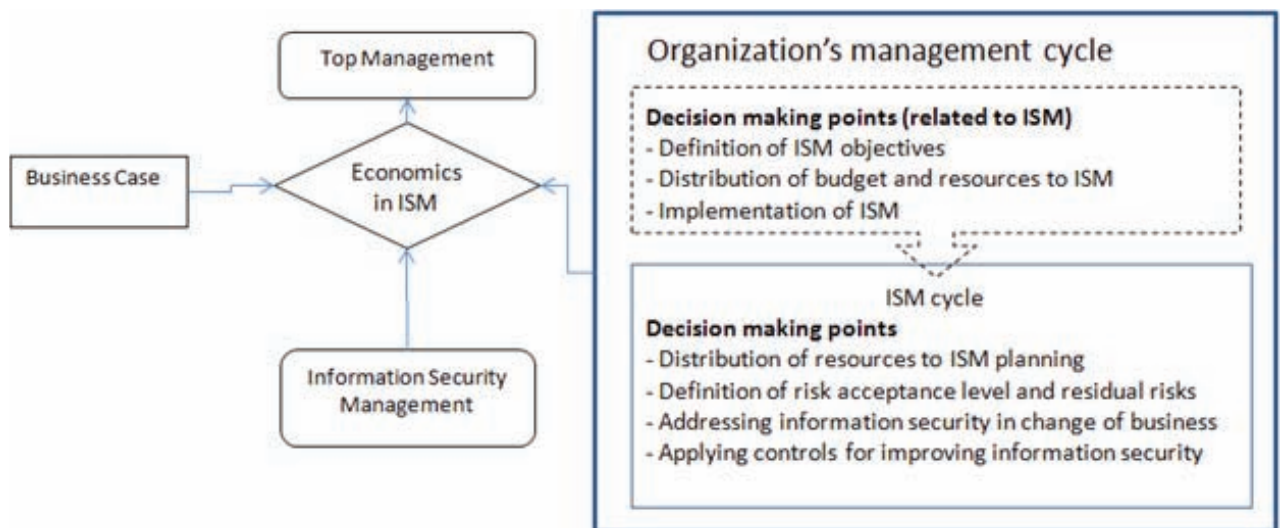 Top Management
Business Case
Economics
in ISM
Information Security
Management
Organization's management cycle
Decision making points (related to ISM)
- Definition of ISM objectives
- Distribution of budget and resources to ISM
- Implementation of ISM
ISM cycle
Decision making points
- Distribution of resources to ISM planning
- Definition of risk acceptance level and residual risks
- Addressing information security in change of business
- Applying controls for improving information security